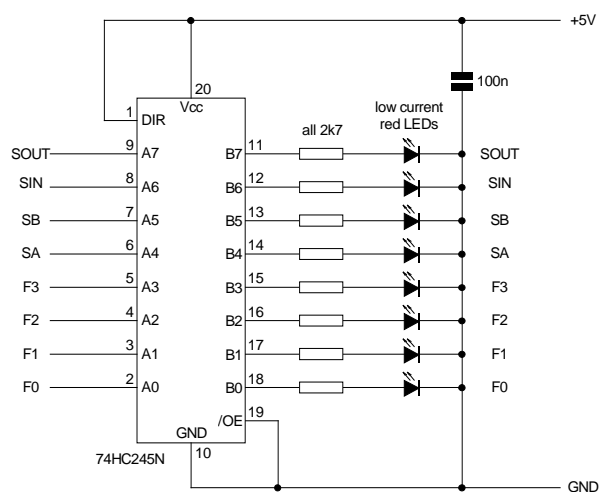 +5V
20
Vcc
100n
low current
red LEDs
1
DIR
all 2k7
SOUT 9 A7 B7 11 SOUT
SIN 8 A6 B6 12 SIN
SB 7 A5 B5 13 SB
SA 6 A4 B4 14 SA
F3 5 A3 B3 15 F3
F2 4 A2 B2 16 F2
F1 3 A1 B1 17 F1
F0 2 A0 B0 18 F0
/OE 19
GND
74HC245N 10
GND